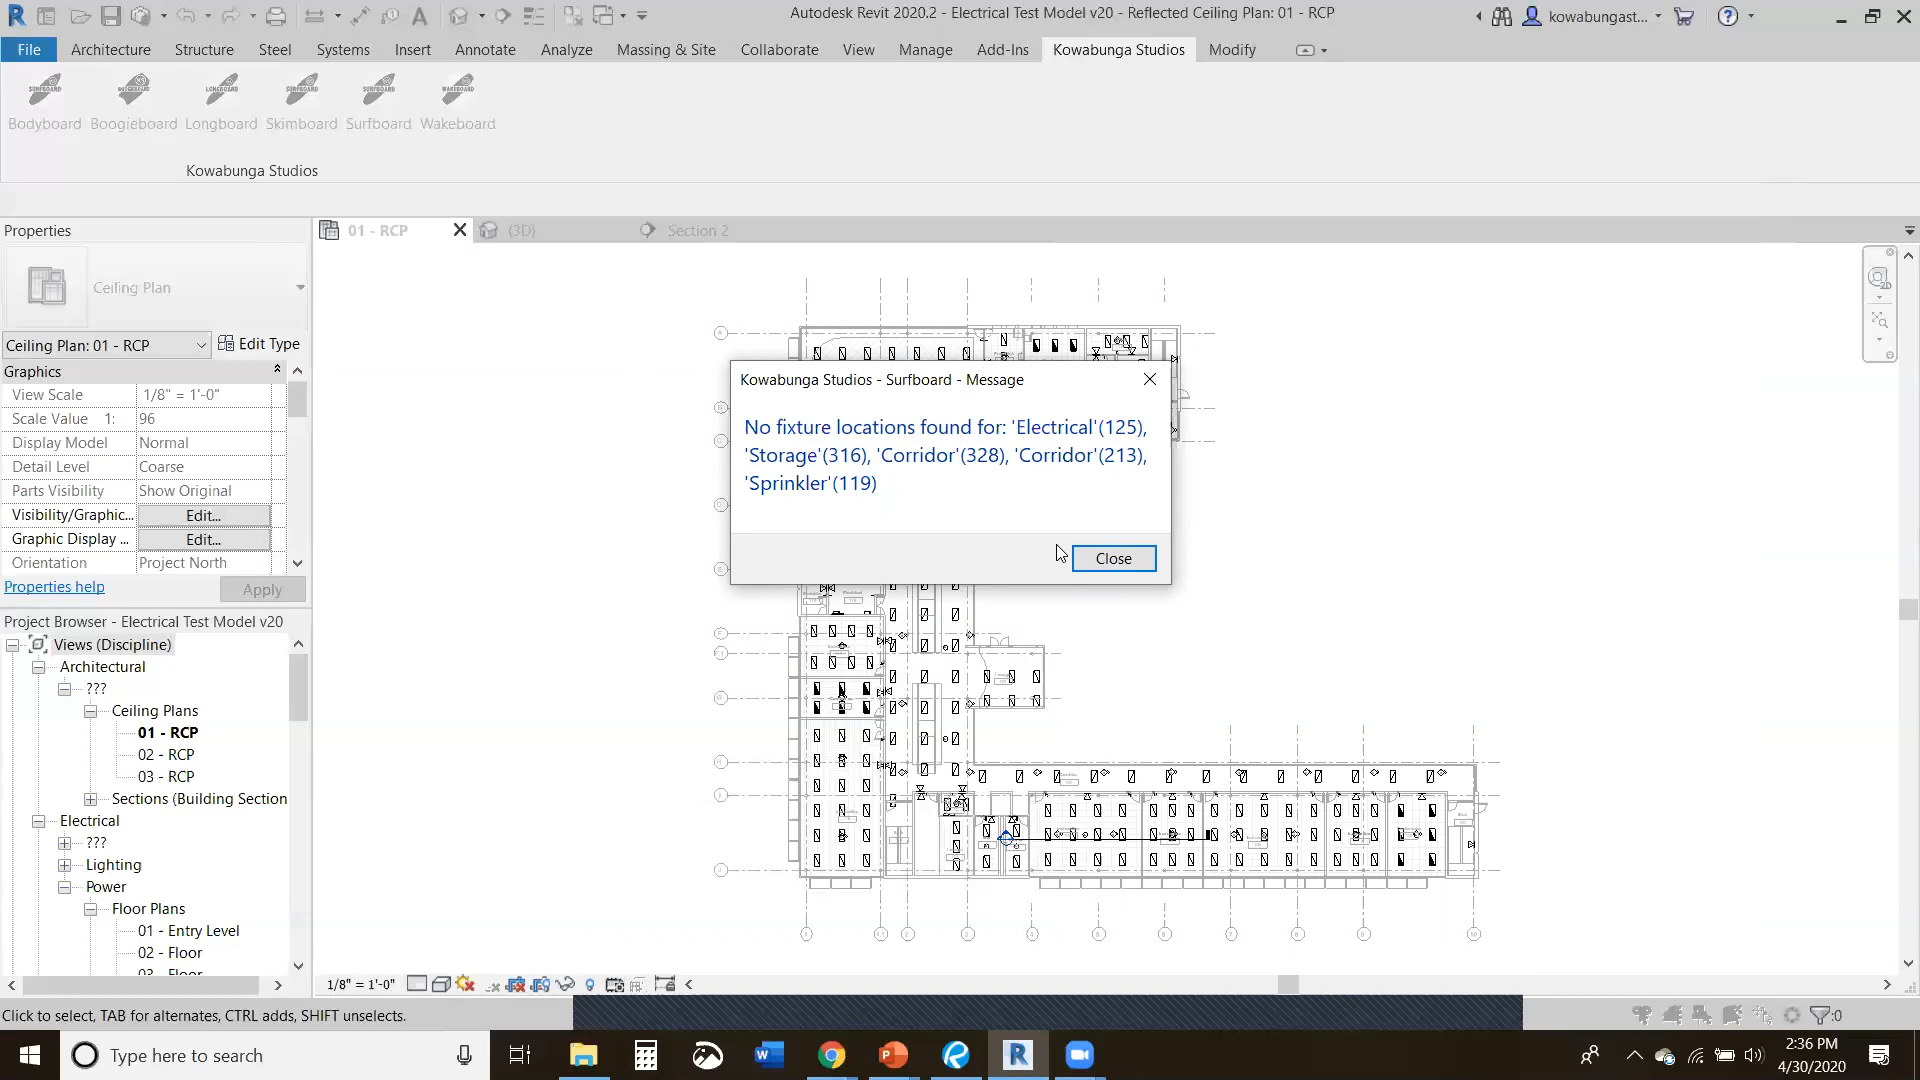 Autodesk Revit 2020.2 - Electrical Test Model v20 - Reflected Ceiling Plan: 01 - RCP
kowabungast...
File Architecture Structure Steel Systems Insert Annotate Analyze Massing & Site Collaborate View Manage Add-Ins Kowabunga Studios Modify
Bodyboard Boogieboard Longboard Skimboard Surfboard Wakeboard
Kowabunga Studios
Properties
01 - RCP {3D} Section 2
Ceiling Plan
Ceiling Plan: 01 - RCP Edit Type
Graphics
View Scale 1/8" = 1'-0"
Scale Value 1: 96
Display Model Normal
Detail Level Coarse
Parts Visibility Show Original
Visibility/Graphic... Edit...
Graphic Display ... Edit...
Orientation Project North
Properties help Apply
Project Browser - Electrical Test Model v20
Views (Discipline)
Architectural
???
Ceiling Plans
01 - RCP
02 - RCP
03 - RCP
Sections (Building Section
Electrical
???
Lighting
Power
Floor Plans
01 - Entry Level
02 - Floor
03 - Floor
Kowabunga Studios - Surfboard - Message
No fixture locations found for: 'Electrical'(125),
'Storage'(316), 'Corridor'(328), 'Corridor'(213),
'Sprinkler'(119)
Close
1/8" = 1'-0"
Click to select, TAB for alternates, CTRL adds, SHIFT unselects.
:0
Type here to search
2:36 PM
4/30/2020